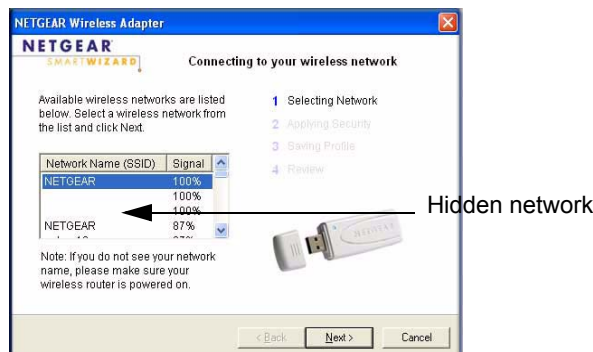 NETGEAR Wireless Adapter
NETGEAR
SMARTWIZARD
Connecting to your wireless network
Available wireless networks are listed
below. Select a wireless network from
the list and click Next.
Network Name (SSID) Signal
NETGEAR 100%
100%
100%
NETGEAR 87%
Note: If you do not see your network
name, please make sure your
wireless router is powered on.
1 Selecting Network
2 Applying Security
3 Saving Profile
4 Review
Hidden network
NETGEAR
< Back
Next >
Cancel